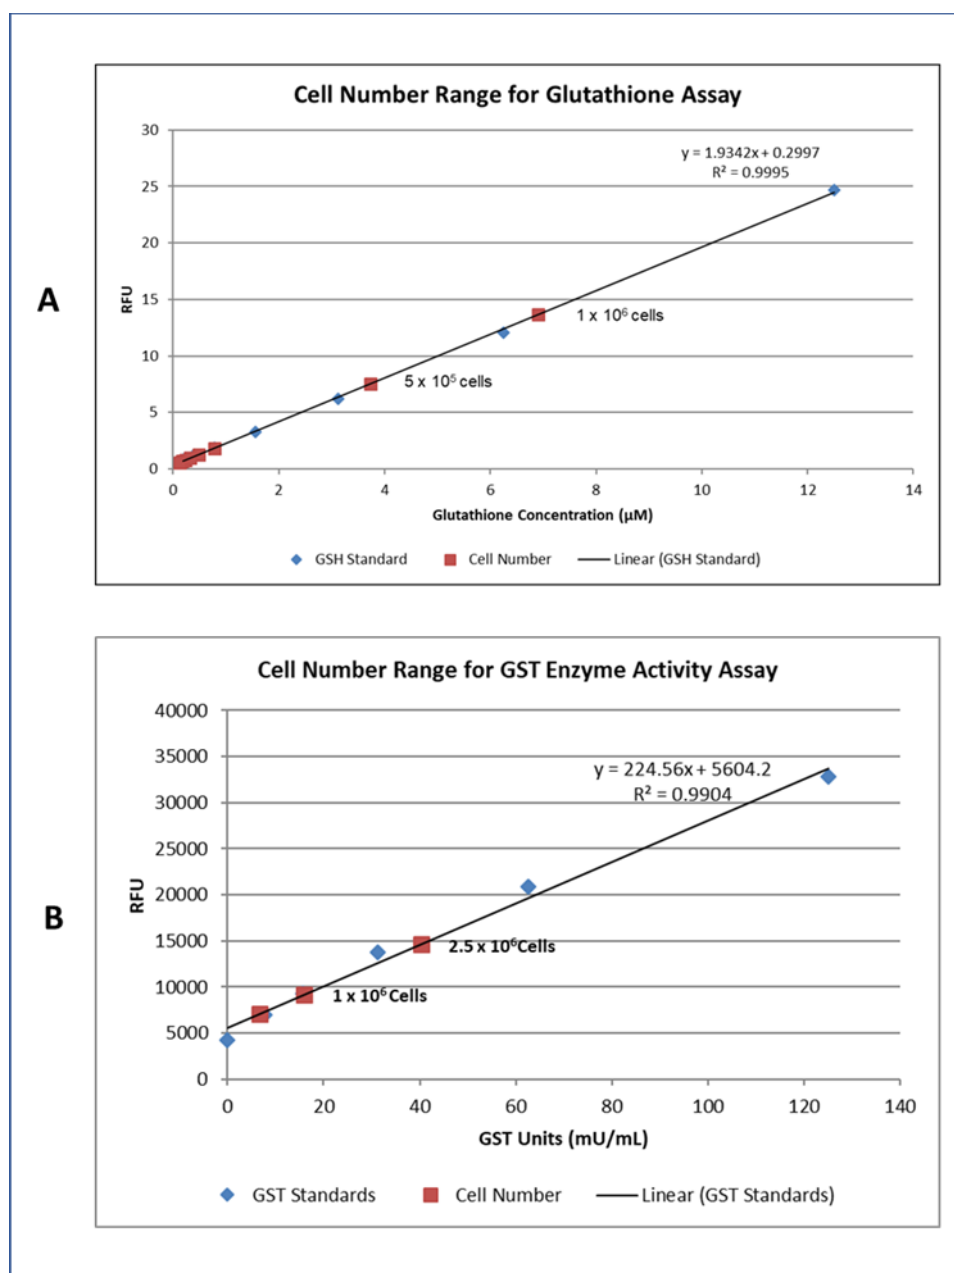 A
Cell Number Range for Glutathione Assay
y = 1.9342x + 0.2997
R² = 0.9995
30
25
20
15
10
5
0
RFU
1 x 10⁶ cells
5 x 10⁵ cells
0 2 4 6 8 10 12 14
Glutathione Concentration (µM)
GSH Standard Cell Number Linear (GSH Standard)
B
Cell Number Range for GST Enzyme Activity Assay
y = 224.56x + 5604.2
R² = 0.9904
40000
35000
30000
25000
20000
15000
10000
5000
0
RFU
2.5 x 10⁶ Cells
1 x 10⁶ Cells
0 20 40 60 80 100 120 140
GST Units (mU/mL)
GST Standards Cell Number Linear (GST Standards)